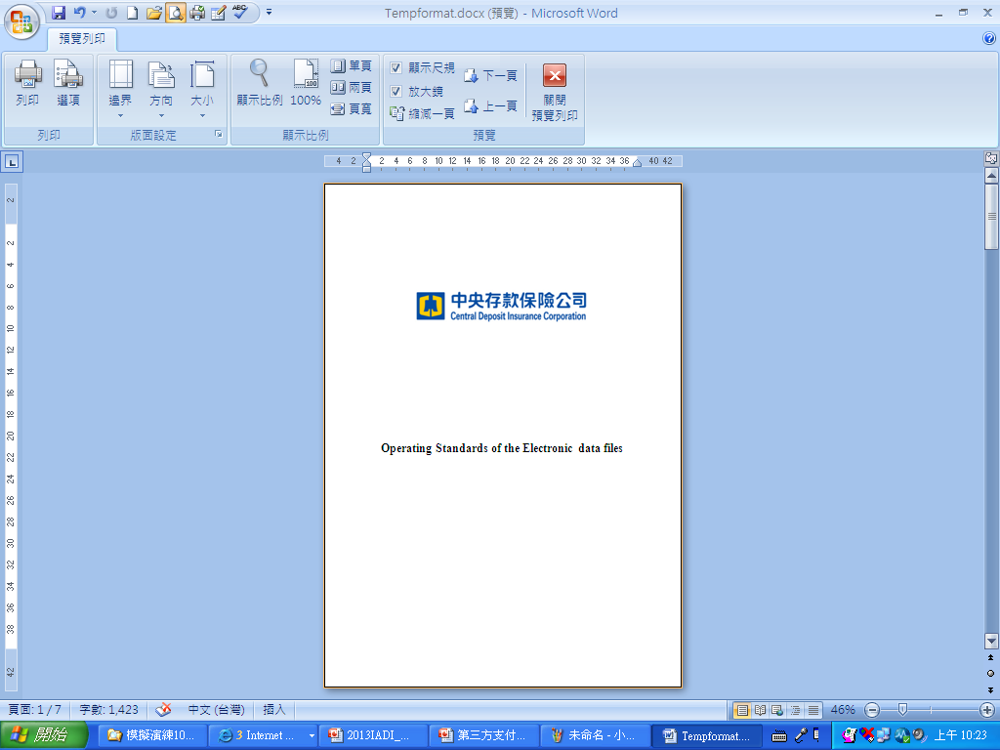 Tempformat.docx (預覽) - Microsoft Word
預覽列印
列印
選項
列印
邊界
方向
大小
版面設定
顯示比例
100%
單頁
兩頁
頁寬
顯示比例
顯示尺規
放大鏡
縮減一頁
下一頁
上一頁
預覽
關閉
預覽列印
4 2 2 4 6 8 10 12 14 16 18 20 22 24 26 28 30 32 34 36 40 42
2
2
4
6
8
10
12
14
16
18
20
22
24
26
28
30
32
34
36
38
42
中央存款保險公司
Central Deposit Insurance Corporation
Operating Standards of the Electronic data files
頁面: 1 / 7 字數: 1,423 中文 (台灣) 插入 46%
開始 模擬演練10... 3 Internet ... 2013IADI_... 第三方支付... 未命名 - 小... Tempformat.... 上午 10:23